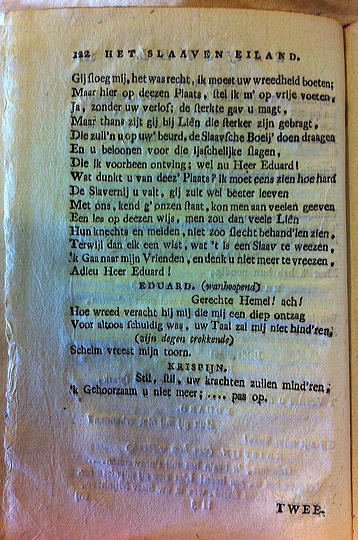 122 HET SLAAVEN EILAND.
Gij sloeg mij, het was recht, ik moest uw wreedheid boeten;
Maar hier op deezen Plaats, stel ik m' op vrije voeten,
Ja, zonder uw verlof; de sterkte gav u magt,
Maar thans zijt gij bij Liên die sterker zijn gebragt,
Die zull'n u op uw' beurd, de Slaavsche Boeij' doen draagen
En u beloonen voor die ijsschelijke slagen,
Die ik voorheen ontving; wel nu Heer Eduard!
Wat dunkt u van deez' Plaats? ik moet eens zien hoe hard
De Slavernij u valt, gij zult wel beeter leeven
Met ons, kend g' onzen staat, kon men aan veelen geeven
Een les op deezen wijs, men zou dan veele Liên
Hun knechts en meiden, niet zoo slecht behand'len zien,
Terwijl dan elk een wist, wat 't is een Slaav te weezen,
'k Ga naar mijn Vrienden, en denk u niet meer te vreezen,
Adieu Heer Eduard!
EDUARD. (wanhoopend)
Gerechte Hemel! ach!
Hoe wreed veracht hij mij die mij een diep ontzag
Voor altoos schuldig was, uw Taal zal mij niet hind'ren,
(zijn degen trekkende)
Schelm vreest mijn toorn.
KRISPIJN.
Stil, stil, uw krachten zullen mind'ren,
'k Gehoorzaam u niet meer; .... pas op.
TWEE-